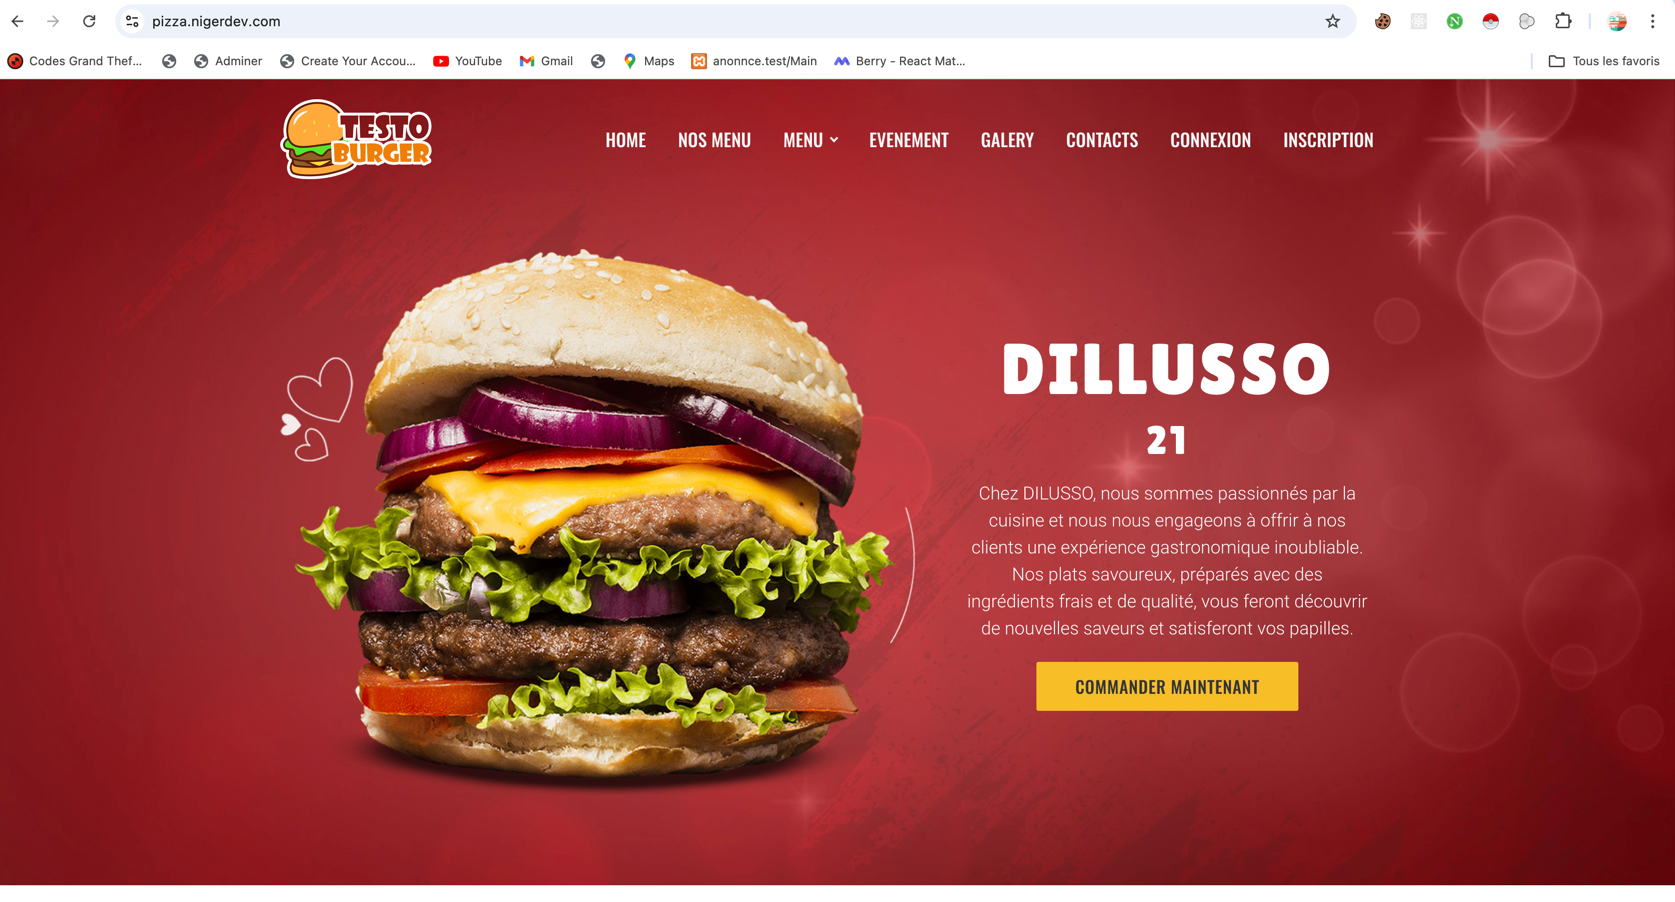 pizza.nigerdev.com
Codes Grand Thef... Adminer Create Your Accou... YouTube Gmail Maps anonnce.test/Main Berry - React Mat... Tous les favoris
TESTO
BURGER
HOME NOS MENU MENU EVENEMENT GALERY CONTACTS CONNEXION INSCRIPTION
DILLUSSO
21
Chez DILUSSO, nous sommes passionnés par la
cuisine et nous nous engageons à offrir à nos
clients une expérience gastronomique inoubliable.
Nos plats savoureux, préparés avec des
ingrédients frais et de qualité, vous feront découvrir
de nouvelles saveurs et satisferont vos papilles.
COMMANDER MAINTENANT